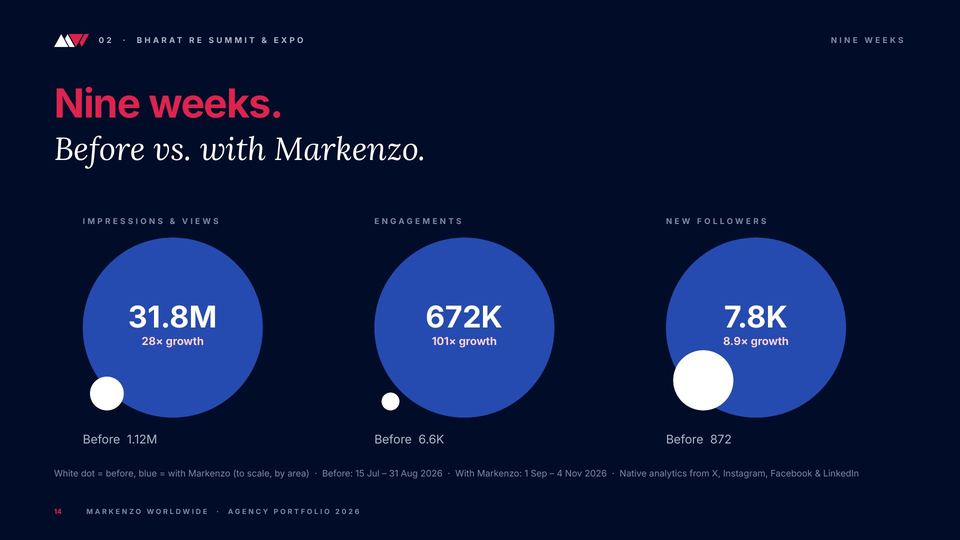 02 · BHARAT RE SUMMIT & EXPO
NINE WEEKS
Nine weeks.
Before vs. with Markenzo.
IMPRESSIONS & VIEWS
31.8M
28× growth
Before 1.12M
ENGAGEMENTS
672K
101× growth
Before 6.6K
NEW FOLLOWERS
7.8K
8.9× growth
Before 872
White dot = before, blue = with Markenzo (to scale, by area) · Before: 15 Jul – 31 Aug 2026 · With Markenzo: 1 Sep – 4 Nov 2026 · Native analytics from X, Instagram, Facebook & LinkedIn
14 MARKENZO WORLDWIDE · AGENCY PORTFOLIO 2026